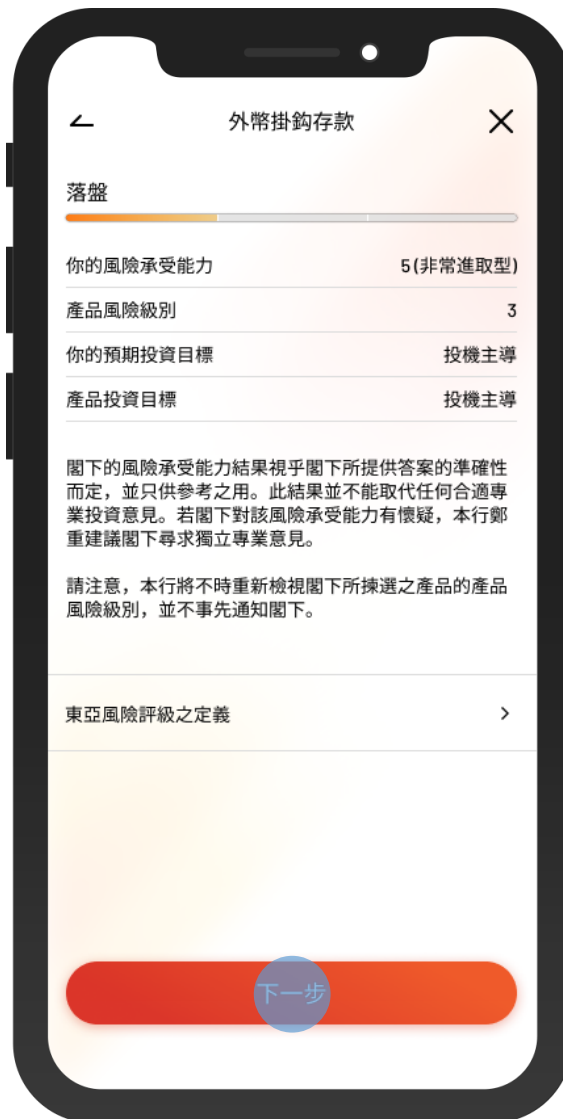 外幣掛鈎存款
落盤
你的風險承受能力 5(非常進取型)
產品風險級別 3
你的預期投資目標 投機主導
產品投資目標 投機主導
閣下的風險承受能力結果視乎閣下所提供答案的準確性
而定，並只供參考之用。此結果並不能取代任何合適專
業投資意見。若閣下對該風險承受能力有懷疑，本行鄭
重建議閣下尋求獨立專業意見。
請注意，本行將不時重新檢視閣下所揀選之產品的產品
風險級別，並不事先通知閣下。
東亞風險評級之定義
下一步